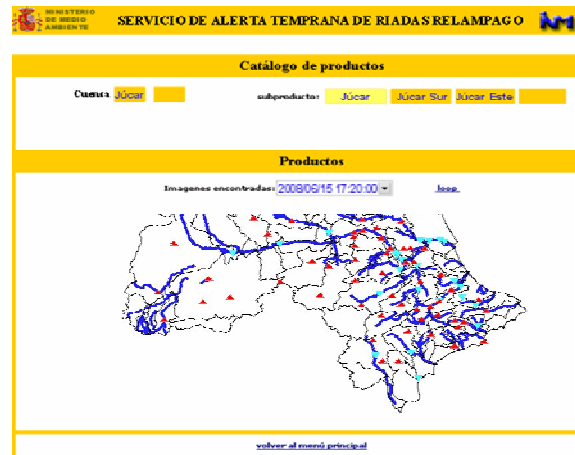 MINISTERIO
DE MEDIO
AMBIENTE
SERVICIO DE ALERTA TEMPRANA DE RIADAS RELAMPAGO
Catálogo de productos
Cuenca Júcar
subproducto: Júcar Júcar Sur Júcar Este
Productos
Imagenes encontradas: 2008/06/15 17:20:00 loop
volver al menú principal